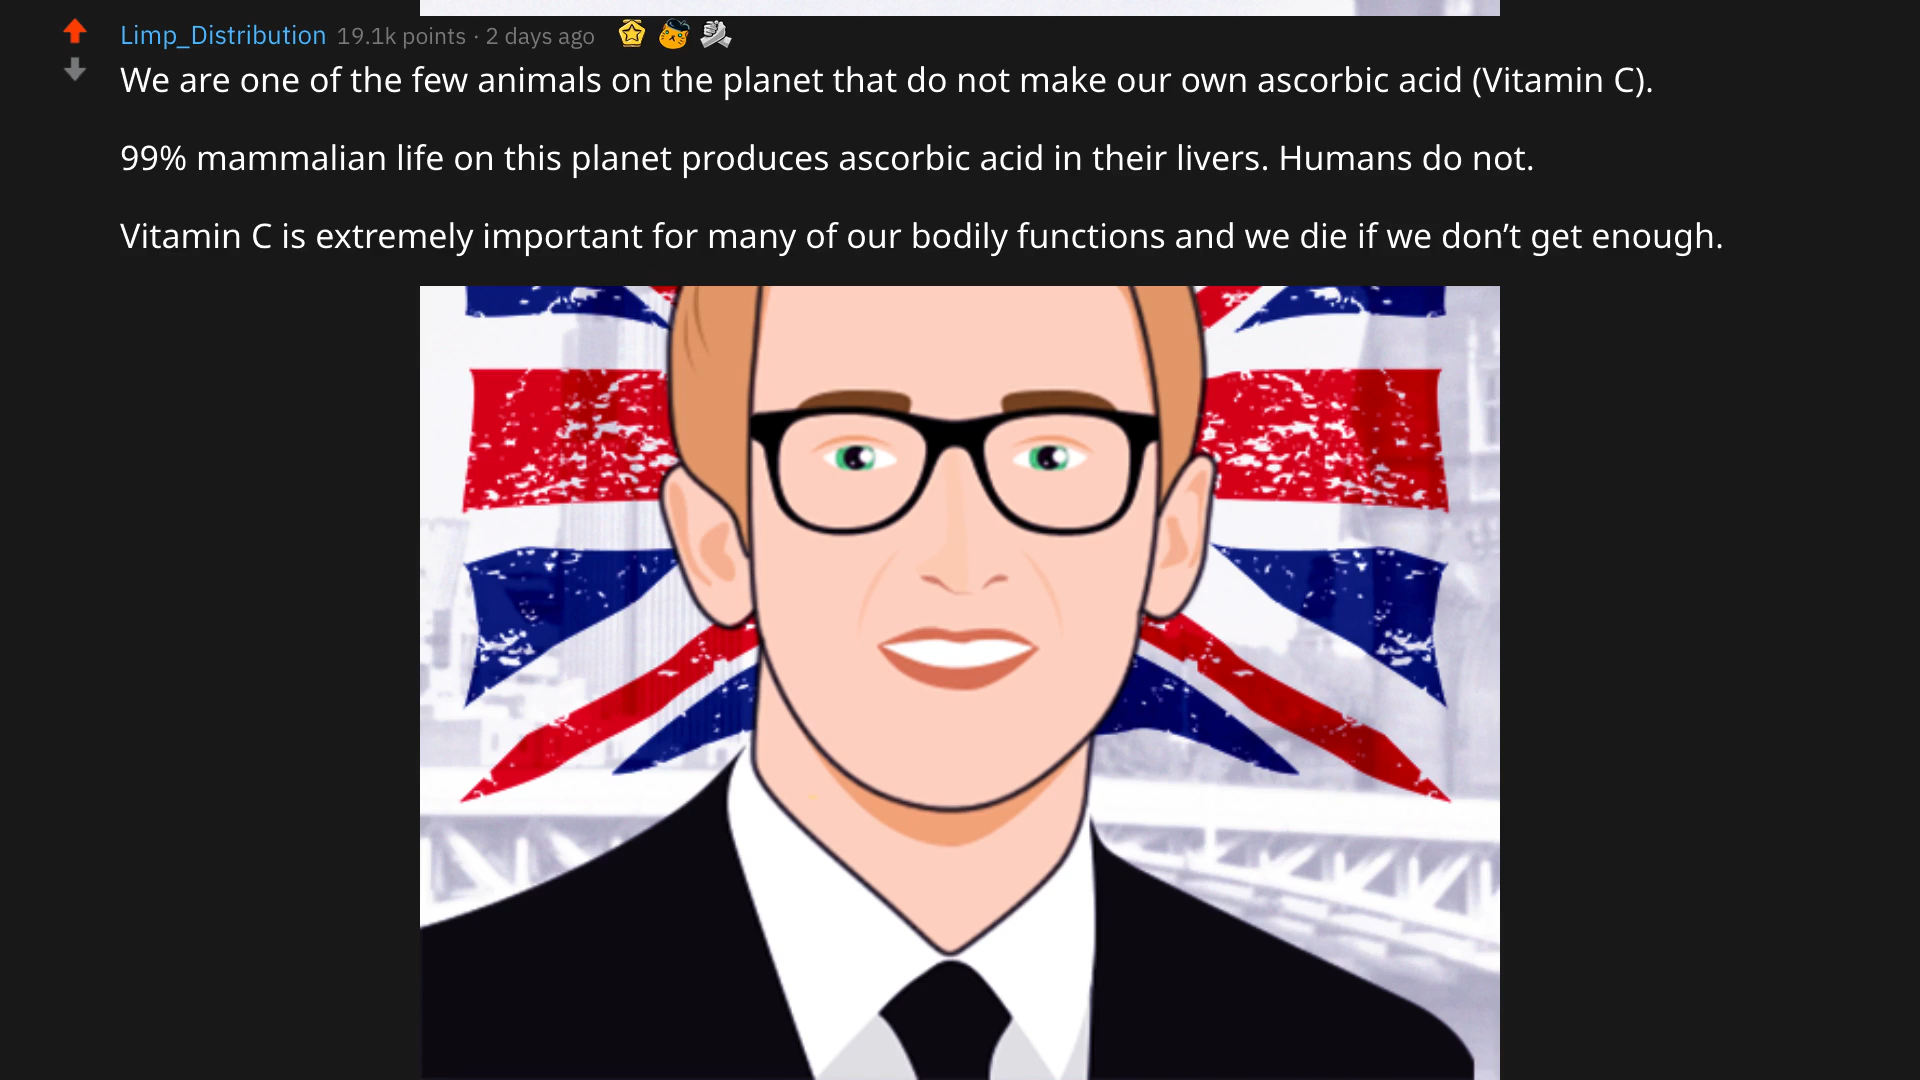 Limp_Distribution 19.1k points · 2 days ago
We are one of the few animals on the planet that do not make our own ascorbic acid (Vitamin C).
99% mammalian life on this planet produces ascorbic acid in their livers. Humans do not.
Vitamin C is extremely important for many of our bodily functions and we die if we don’t get enough.